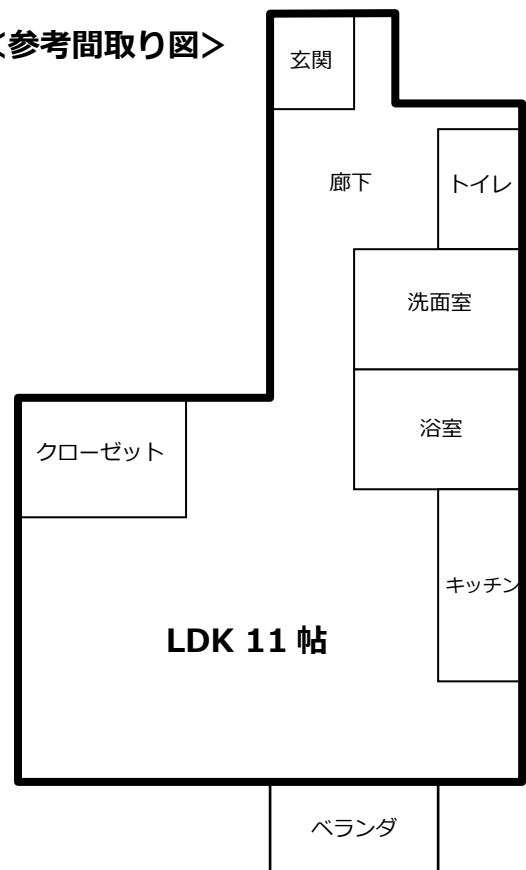 <参考間取り図>
玄関
廊下
トイレ
洗面室
浴室
クローゼット
キッチン
LDK 11 帖
ベランダ